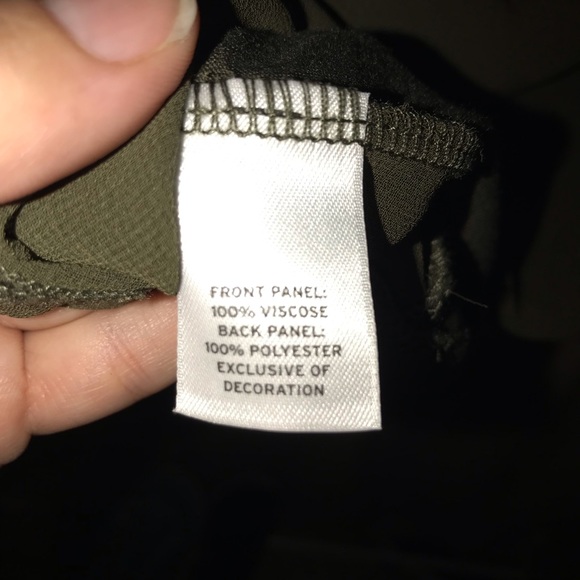 FRONT PANEL:
100% VISCOSE
BACK PANEL:
100% POLYESTER
EXCLUSIVE OF
DECORATION